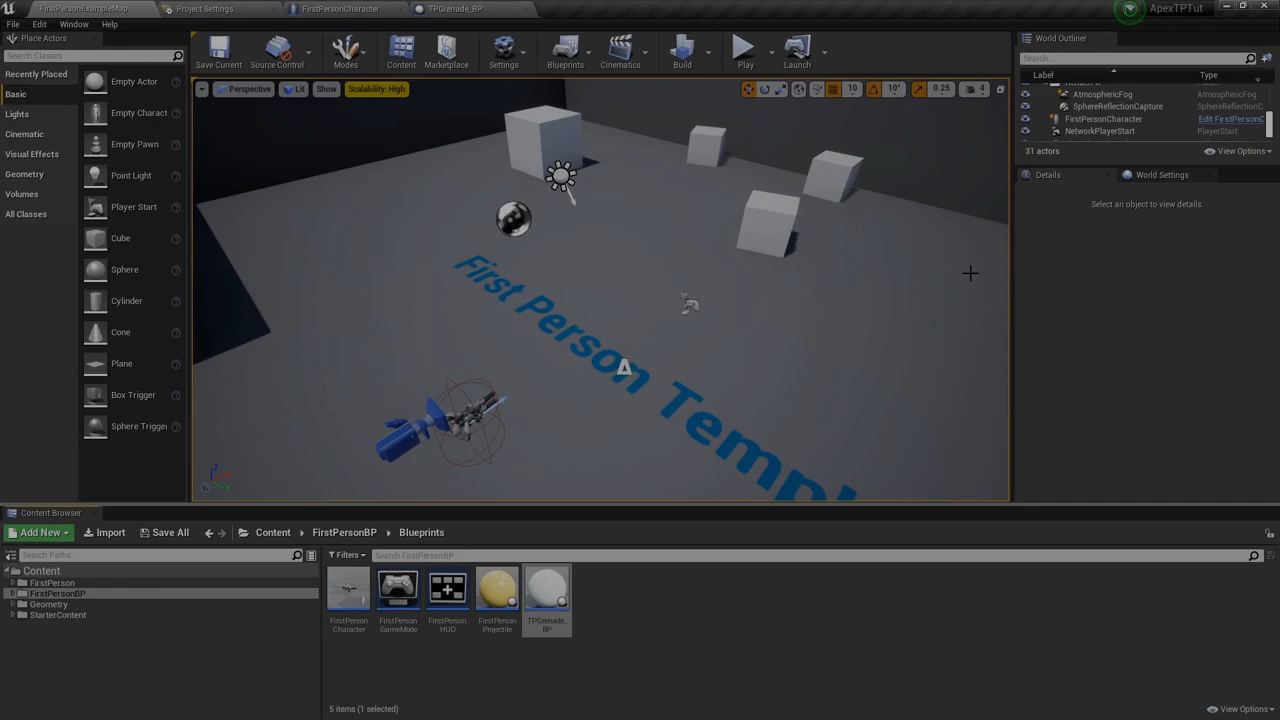 FirstPersonExampleMap
Project Settings
FirstPersonCharacter
TPGrenade_BP
ApexTPTut
File Edit Window Help
Place Actors
Search Classes
Recently Placed
Basic
Lights
Cinematic
Visual Effects
Geometry
Volumes
All Classes
Empty Actor
Empty Charact
Empty Pawn
Point Light
Player Start
Cube
Sphere
Cylinder
Cone
Plane
Box Trigger
Sphere Trigger
Save Current
Source Control
Modes
Content
Marketplace
Settings
Blueprints
Cinematics
Build
Play
Launch
Perspective
Lit
Show
Scalability: High
10
10°
0.25
4
First Person Templ
World Outliner
Search...
Label
Type
AtmosphericFog AtmosphericFog
SphereReflectionCapture SphereReflectionC
FirstPersonCharacter Edit FirstPersonC
NetworkPlayerStart PlayerStart
31 actors
View Options
Details
World Settings
Select an object to view details.
Content Browser
Add New
Import
Save All
Content
FirstPersonBP
Blueprints
Search Paths
Filters
Search FirstPersonBP
Content
FirstPerson
FirstPersonBP
Geometry
StarterContent
FirstPerson
Character
FirstPerson
GameMode
FirstPerson
HUD
FirstPerson
Projectile
TPGrenade_
BP
5 items (1 selected)
View Options